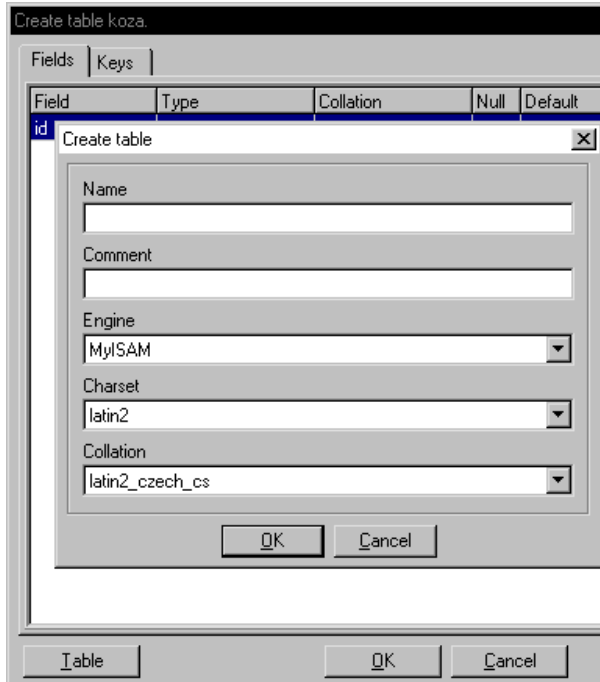 Create table koza.
Fields Keys
Field Type Collation Null Default
id
Create table
Name
Comment
Engine
MyISAM
Charset
latin2
Collation
latin2_czech_cs
OK Cancel
Table OK Cancel